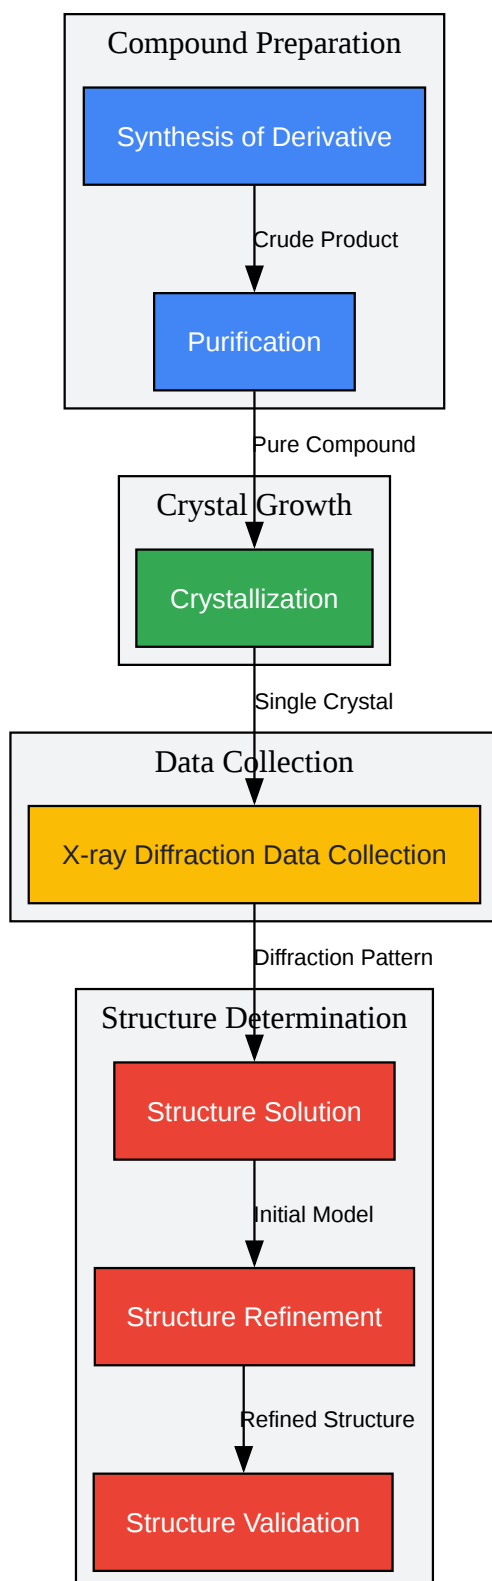 Compound Preparation
Synthesis of Derivative
Crude Product
Purification
Pure Compound
Crystal Growth
Crystallization
Single Crystal
Data Collection
X-ray Diffraction Data Collection
Diffraction Pattern
Structure Determination
Structure Solution
Initial Model
Structure Refinement
Refined Structure
Structure Validation